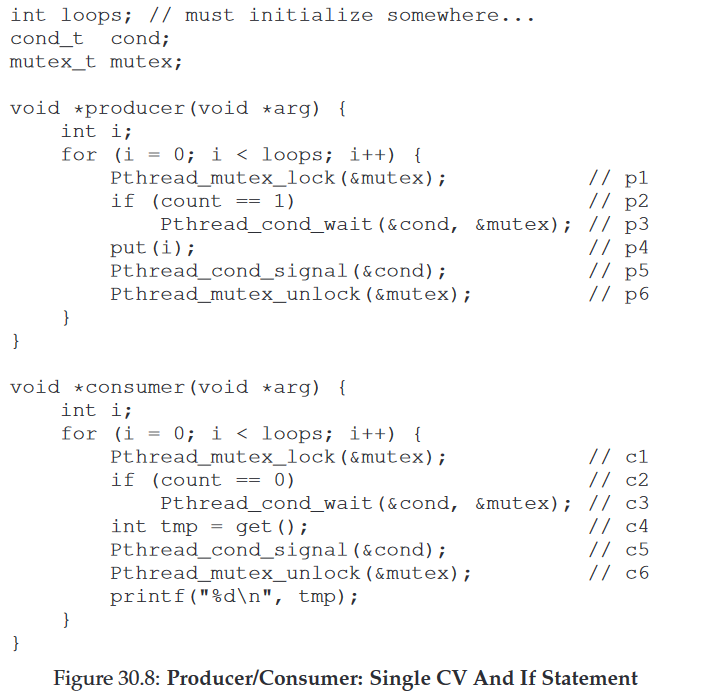 int loops; // must initialize somewhere...
cond_t  cond;
mutex_t mutex;

void *producer(void *arg) {
    int i;
    for (i = 0; i < loops; i++) {
        Pthread_mutex_lock(&mutex);           // p1
        if (count == 1)                       // p2
            Pthread_cond_wait(&cond, &mutex); // p3
        put(i);                               // p4
        Pthread_cond_signal(&cond);           // p5
        Pthread_mutex_unlock(&mutex);         // p6
    }
}

void *consumer(void *arg) {
    int i;
    for (i = 0; i < loops; i++) {
        Pthread_mutex_lock(&mutex);           // c1
        if (count == 0)                       // c2
            Pthread_cond_wait(&cond, &mutex); // c3
        int tmp = get();                      // c4
        Pthread_cond_signal(&cond);           // c5
        Pthread_mutex_unlock(&mutex);         // c6
        printf("%d\n", tmp);
    }
}
Figure 30.8: Producer/Consumer: Single CV And If Statement